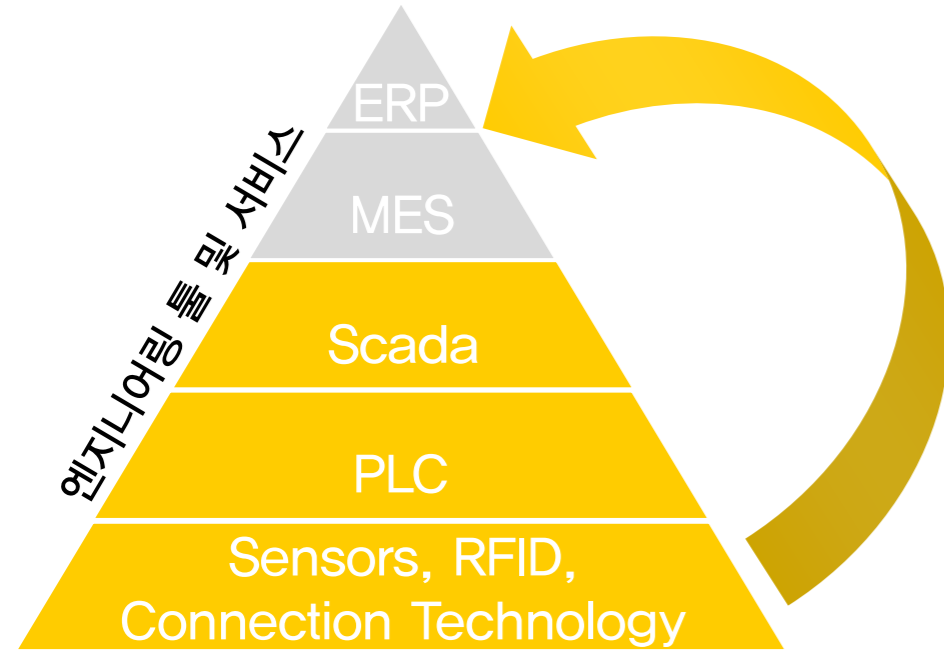 ERP
MES
엔지니어링 툴 및 서비스
Scada
PLC
Sensors, RFID,
Connection Technology